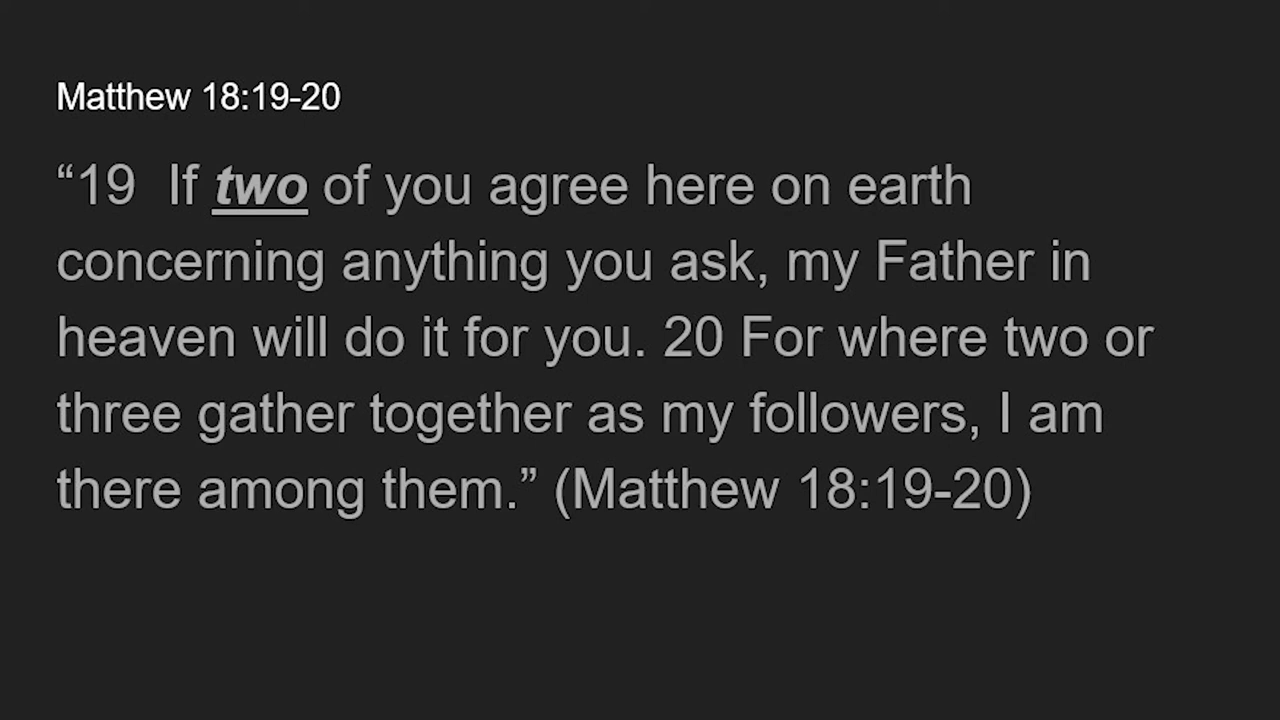 Matthew 18:19-20
“19  If two of you agree here on earth
concerning anything you ask, my Father in
heaven will do it for you. 20 For where two or
three gather together as my followers, I am
there among them.” (Matthew 18:19-20)